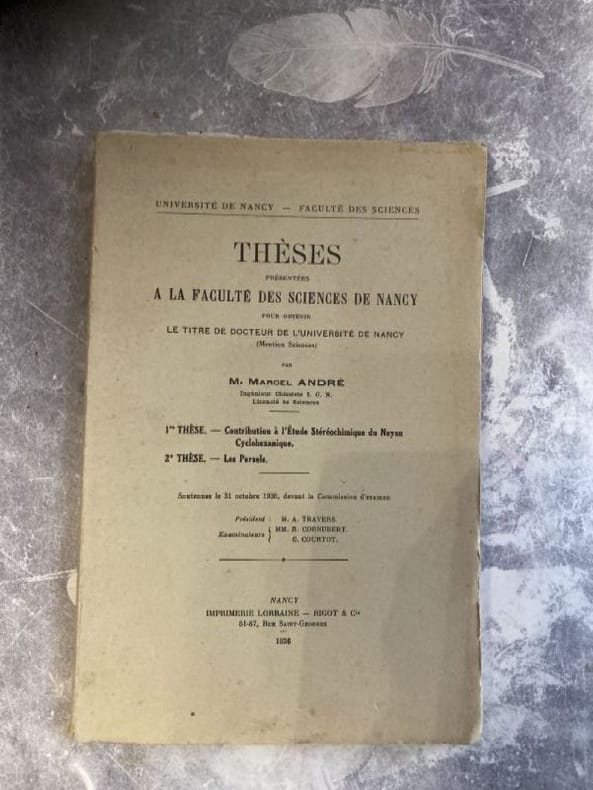 UNIVERSITÉ DE NANCY — FACULTÉ DES SCIENCES
THÈSES
PRÉSENTÉES
A LA FACULTÉ DES SCIENCES DE NANCY
POUR OBTENIR
LE TITRE DE DOCTEUR DE L'UNIVERSITÉ DE NANCY
(Mention Sciences)
PAR
M. MARCEL ANDRÉ
Ingénieur Chimiste I. C. N.
Licencié ès Sciences
1re THÈSE. — Contribution à l'Étude Stéréochimique du Noyau
Cyclohexanique.
2e THÈSE. — Les Persels.
Soutenues le 31 octobre 1936, devant la Commission d'examen
Président : M. A. TRAVERS.
Examinateurs { MM. R. CORNUBERT.
C. COURTOT.
NANCY
IMPRIMERIE LORRAINE — RIGOT & Cie
51-57, RUE SAINT-GEORGES
1936